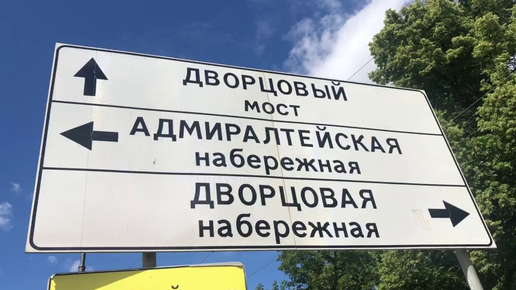 ДВОРЦОВЫЙ
мост
АДМИРАЛТЕЙСКАЯ
набережная
ДВОРЦОВАЯ
набережная